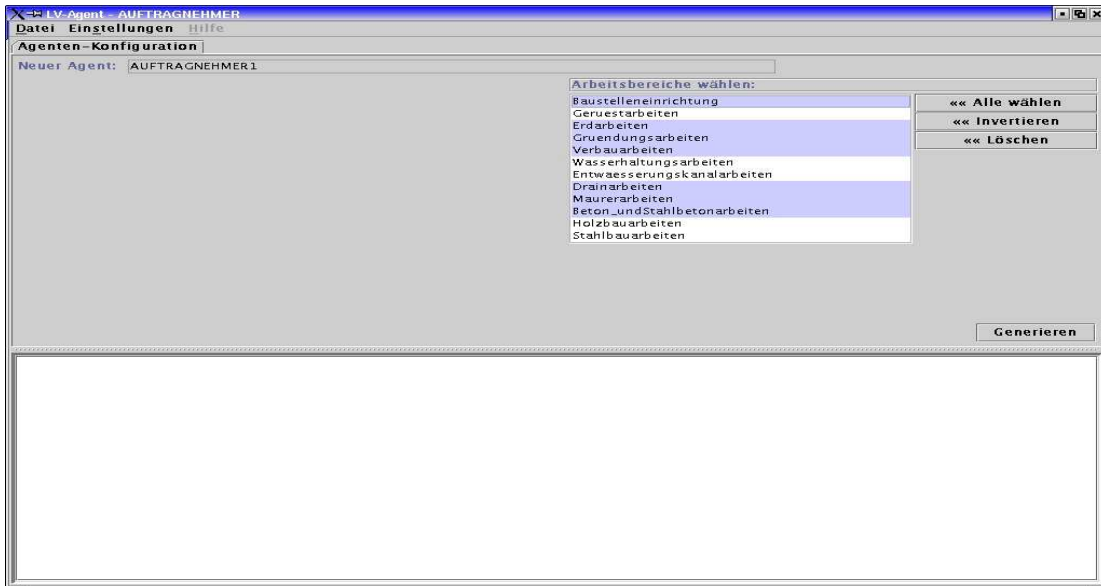 LV-Agent - AUFTRAGNEHMER
Datei Einstellungen Hilfe
Agenten-Konfiguration
Neuer Agent: AUFTRAGNEHMER1
Arbeitsbereiche wählen:
Baustelleneinrichtung
Geruestarbeiten
Erdarbeiten
Gruendungsarbeiten
Verbauarbeiten
Wasserhaltungsarbeiten
Entwaesserungskanalarbeiten
Drainarbeiten
Maurerarbeiten
Beton_undStahlbetonarbeiten
Holzbauarbeiten
Stahlbauarbeiten
«« Alle wählen
«« Invertieren
«« Löschen
Generieren